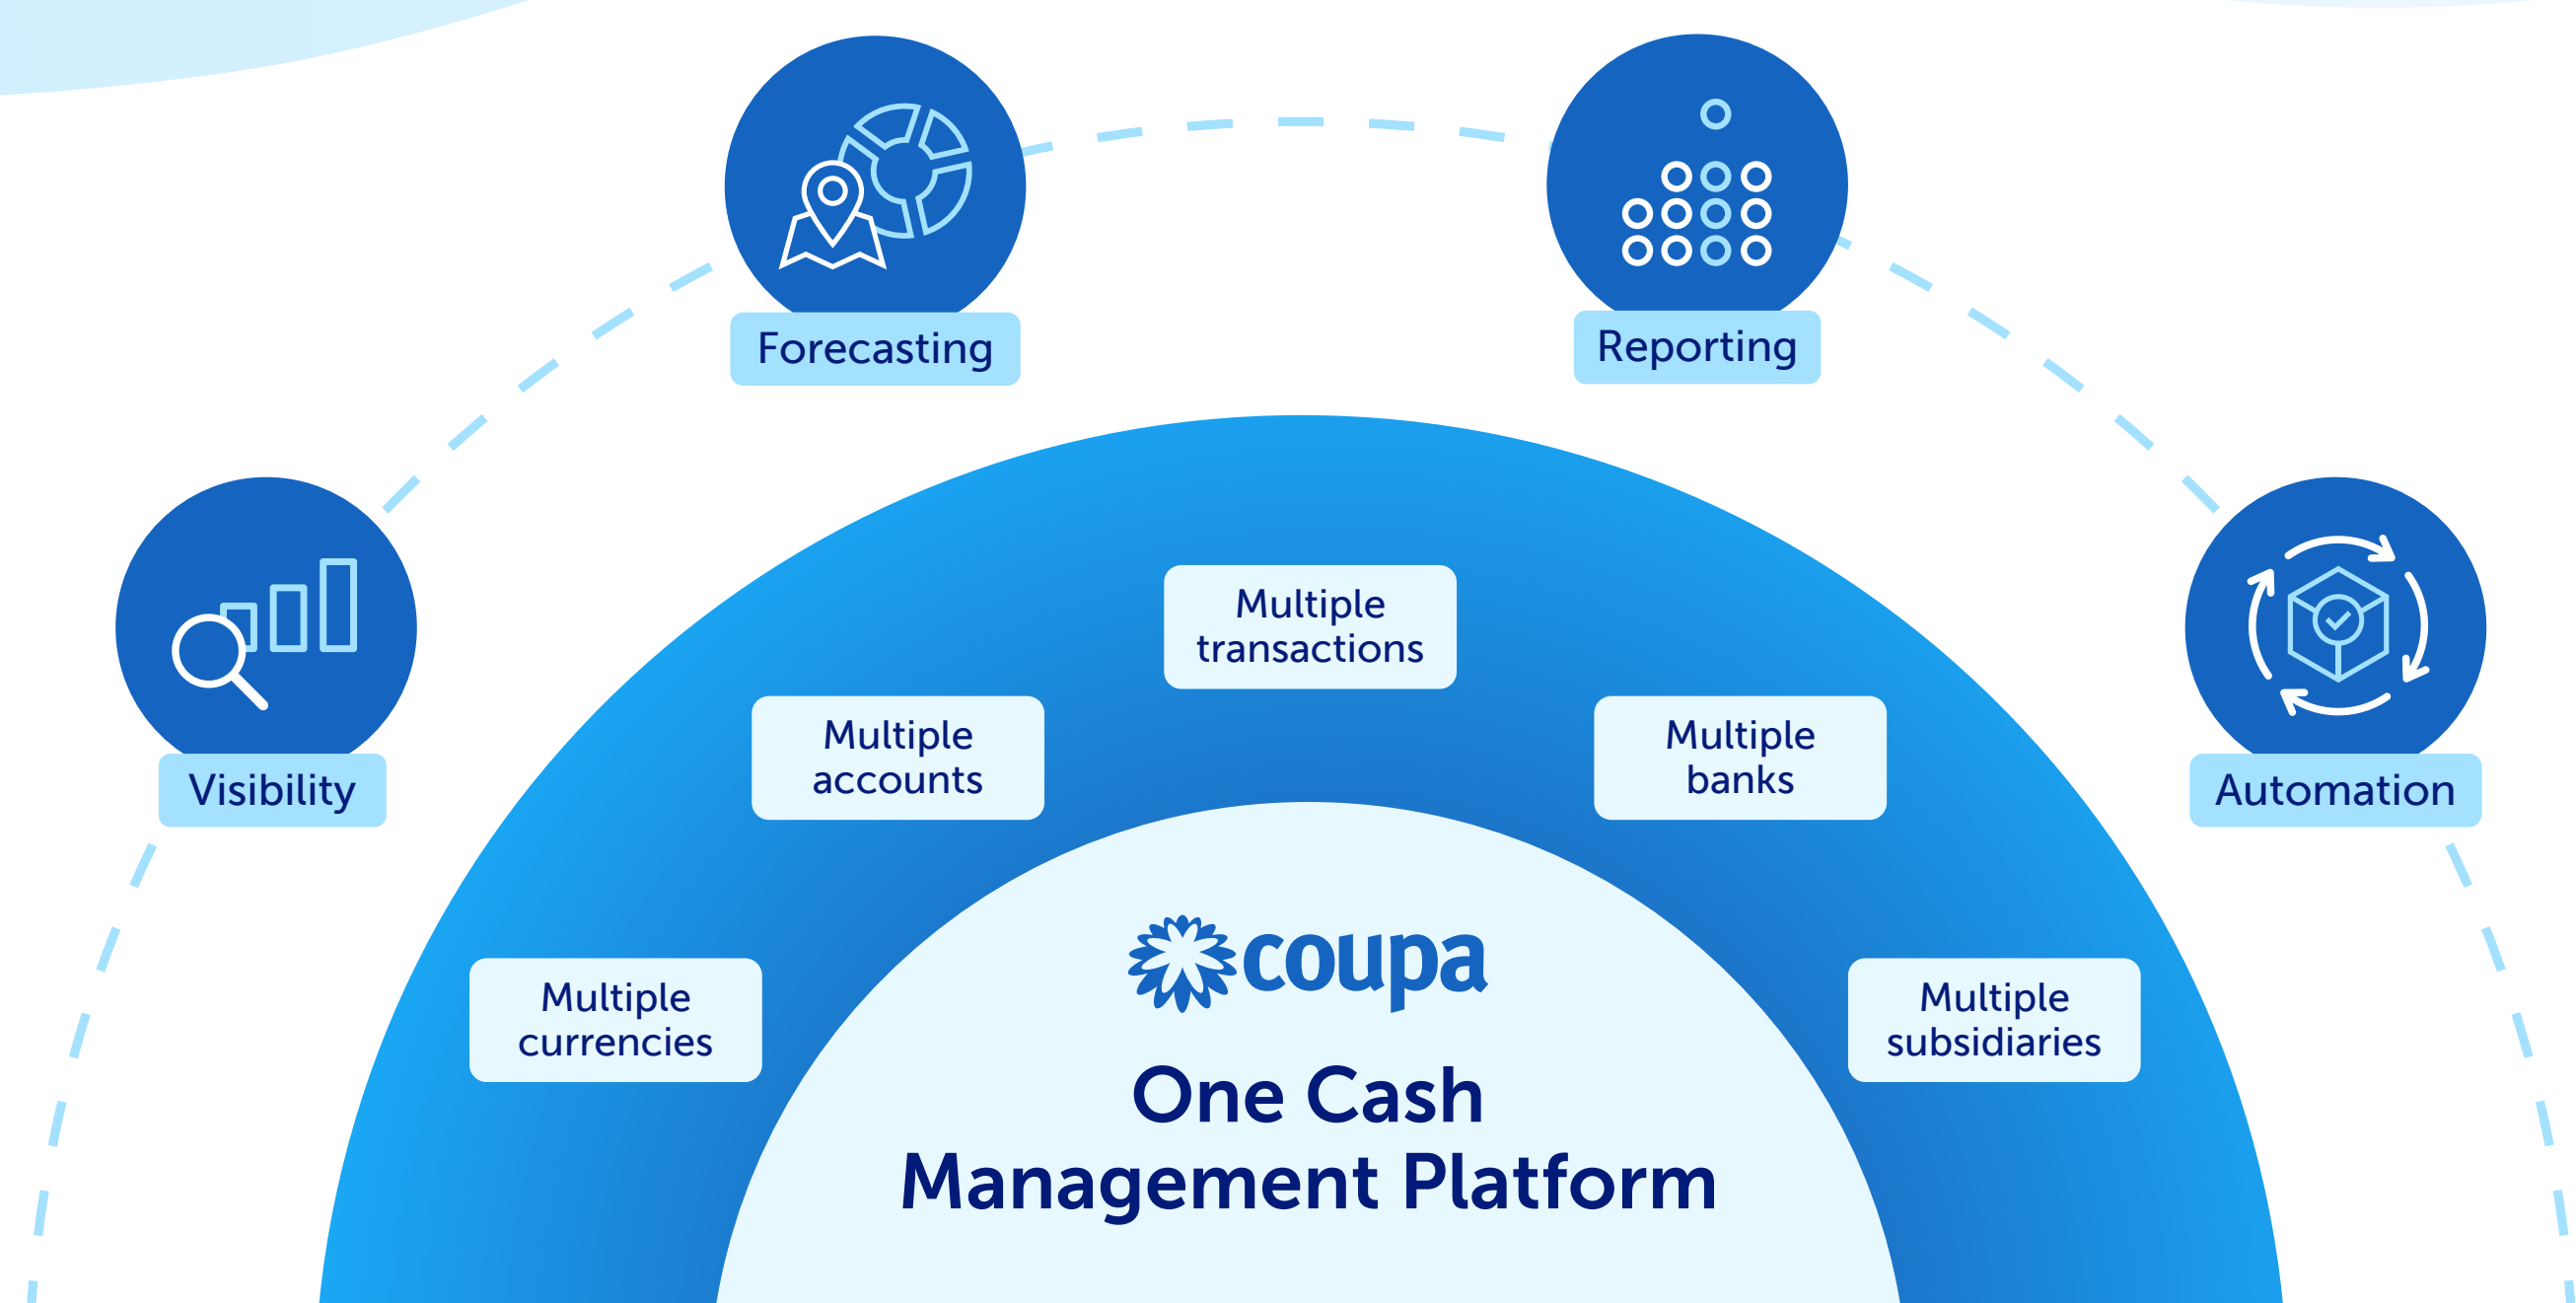 Forecasting
Reporting
Visibility
Automation
Multiple
transactions
Multiple
accounts
Multiple
banks
Multiple
currencies
Multiple
subsidiaries
coupa
One Cash
Management Platform